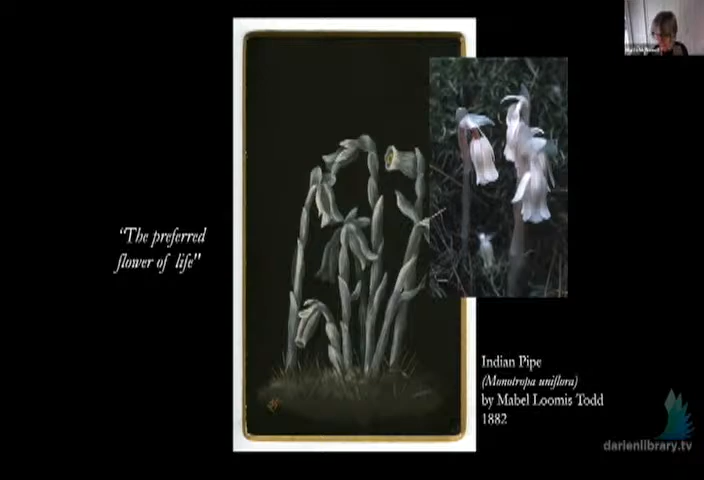 “The preferred
flower of life”
Indian Pipe
(Monotropa uniflora)
by Mabel Loomis Todd
1882
darienlibrary.tv